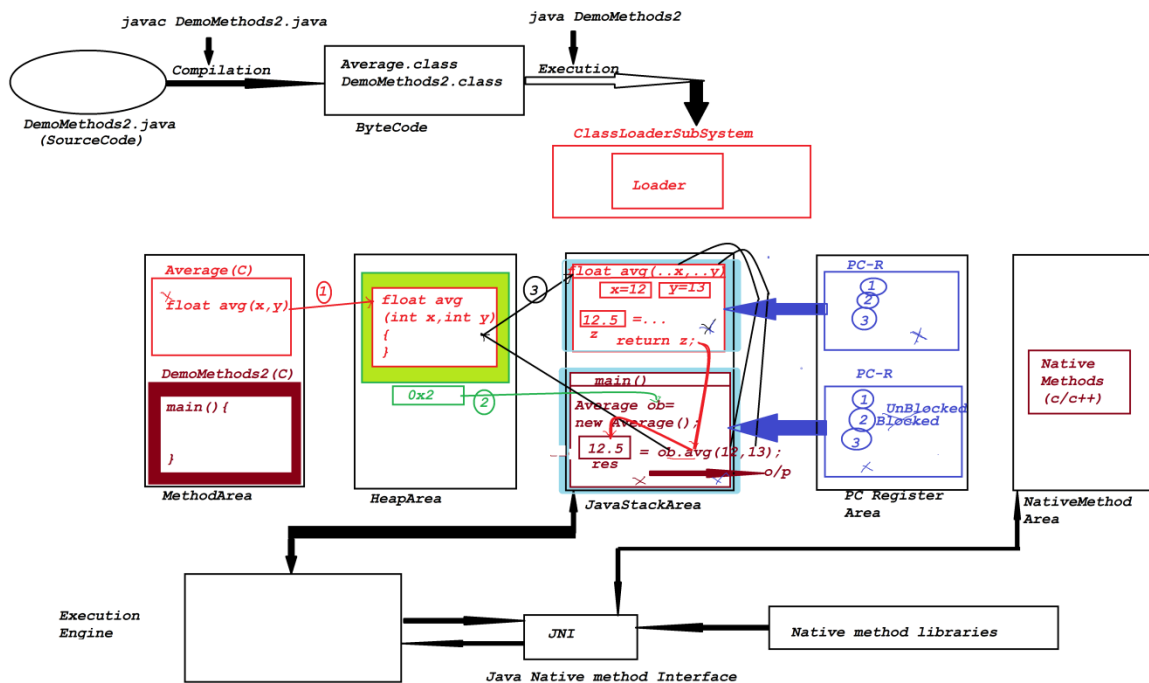 javac DemoMethods2.java
java DemoMethods2
Compilation
Average.class
DemoMethods2.class
Execution
DemoMethods2.java
(SourceCode)
ByteCode
ClassLoaderSubSystem
Loader
Average(C)
float avg(x,y)
1
DemoMethods2(C)
main(){
}
MethodArea
float avg
(int x,int y)
{
}
0x2
2
HeapArea
3
float avg(..x,..y)
x=12
y=13
12.5 =...
z
return z;
main()
Average ob=
new Average();
12.5 = ob.avg(12,13);
res
o/p
JavaStackArea
PC-R
1
2
3
PC-R
1
2
UnBlocked
Blocked
3
PC Register
Area
Native
Methods
(c/c++)
NativeMethod
Area
Execution
Engine
JNI
Native method libraries
Java Native method Interface